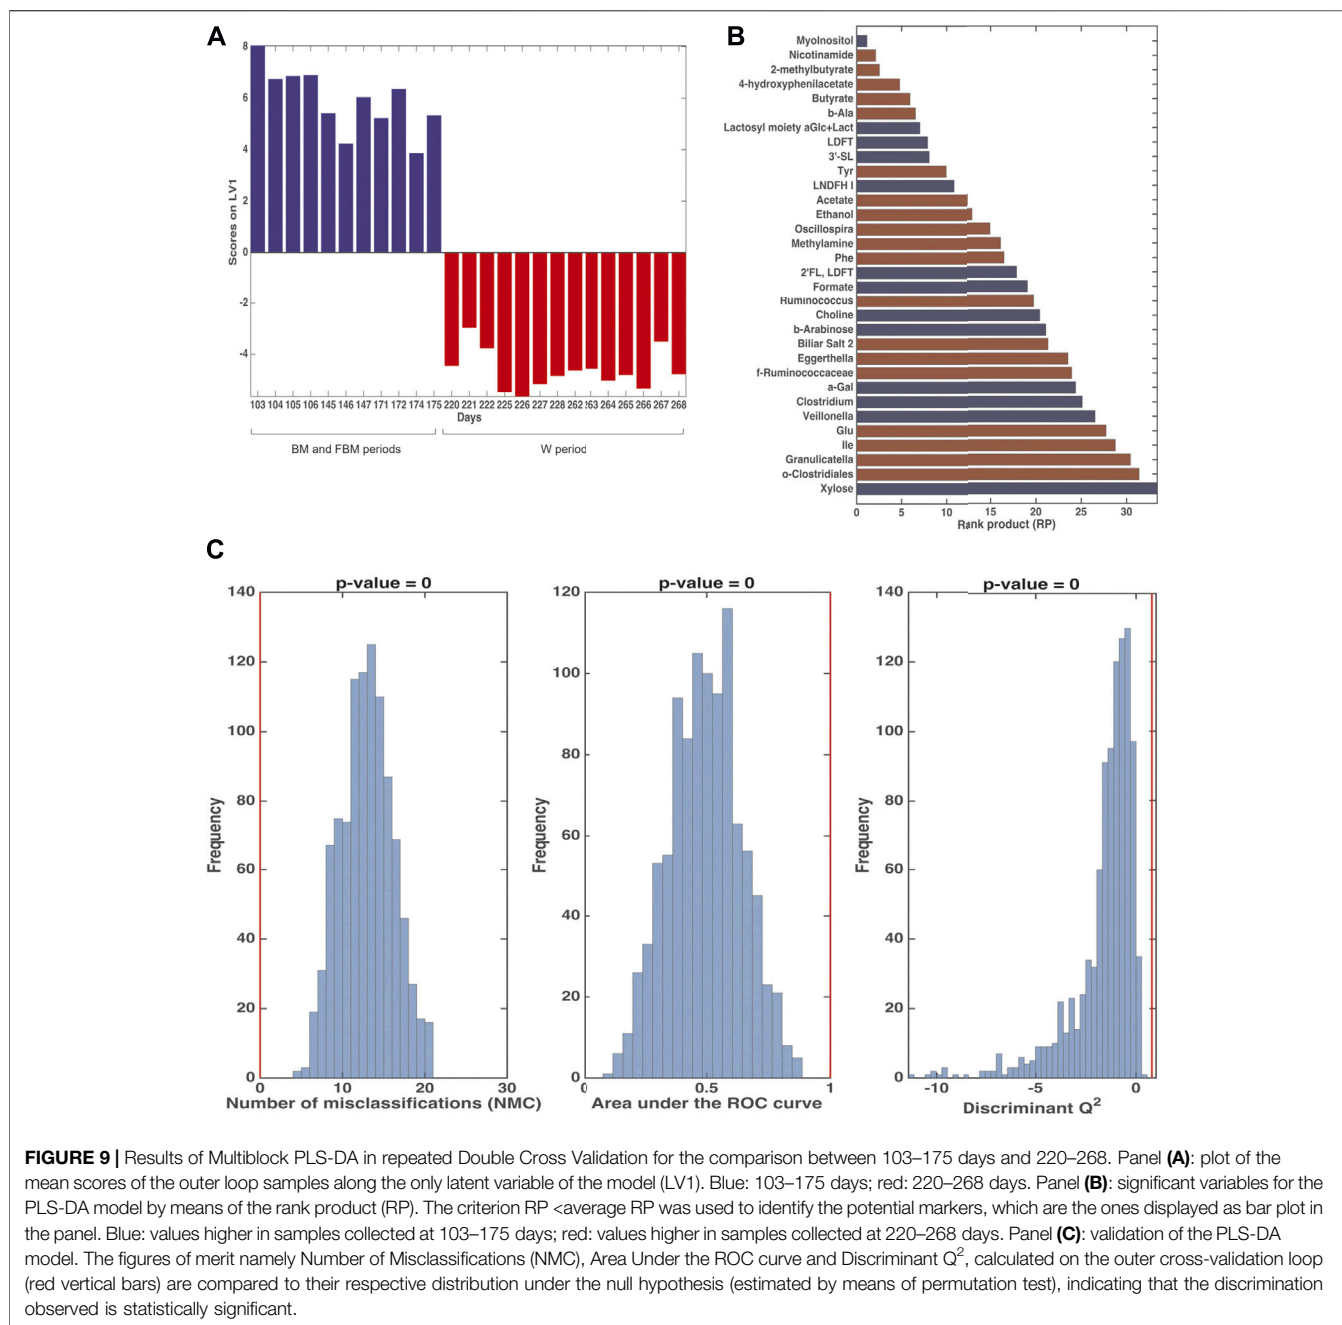 A
8
6
4
2
0
-2
-4
Scores on LV1
103 104 105 106 145 146 147 171 172 174 175 220 221 222 225 226 227 228 262 263 264 265 266 267 268
Days
BM and FBM periods
W period
B
MyoInositol
Nicotinamide
2-methylbutyrate
4-hydroxyphenilacetate
Butyrate
b-Ala
Lactosyl moiety aGlc+Lact
LDFT
3'-SL
Tyr
LNDFH I
Acetate
Ethanol
Oscillospira
Methylamine
Phe
2'FL, LDFT
Formate
Ruminococcus
Choline
b-Arabinose
Biliar Salt 2
Eggerthella
f-Ruminococcaceae
a-Gal
Clostridium
Veillonella
Glu
Ile
Granulicatella
o-Clostridiales
Xylose
0 5 10 15 20 25 30
Rank product (RP)
C
p-value = 0
140
120
100
80
60
40
20
0
Frequency
0 10 20 30
Number of misclassifications (NMC)
p-value = 0
120
100
80
60
40
20
0
Frequency
0 0.5 1
Area under the ROC curve
p-value = 0
140
120
100
80
60
40
20
0
Frequency
-10 -5 0
Discriminant Q²
FIGURE 9 | Results of Multiblock PLS-DA in repeated Double Cross Validation for the comparison between 103–175 days and 220–268. Panel (A): plot of the
mean scores of the outer loop samples along the only latent variable of the model (LV1). Blue: 103–175 days; red: 220–268 days. Panel (B): significant variables for the
PLS-DA model by means of the rank product (RP). The criterion RP <average RP was used to identify the potential markers, which are the ones displayed as bar plot in
the panel. Blue: values higher in samples collected at 103–175 days; red: values higher in samples collected at 220–268 days. Panel (C): validation of the PLS-DA
model. The figures of merit namely Number of Misclassifications (NMC), Area Under the ROC curve and Discriminant Q², calculated on the outer cross-validation loop
(red vertical bars) are compared to their respective distribution under the null hypothesis (estimated by means of permutation test), indicating that the discrimination
observed is statistically significant.